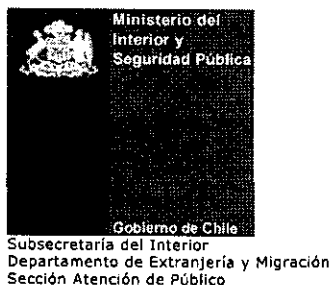 Ministerio del
Interior y
Seguridad Pública
Gobierno de Chile
Subsecretaría del Interior
Departamento de Extranjería y Migración
Sección Atención de Público